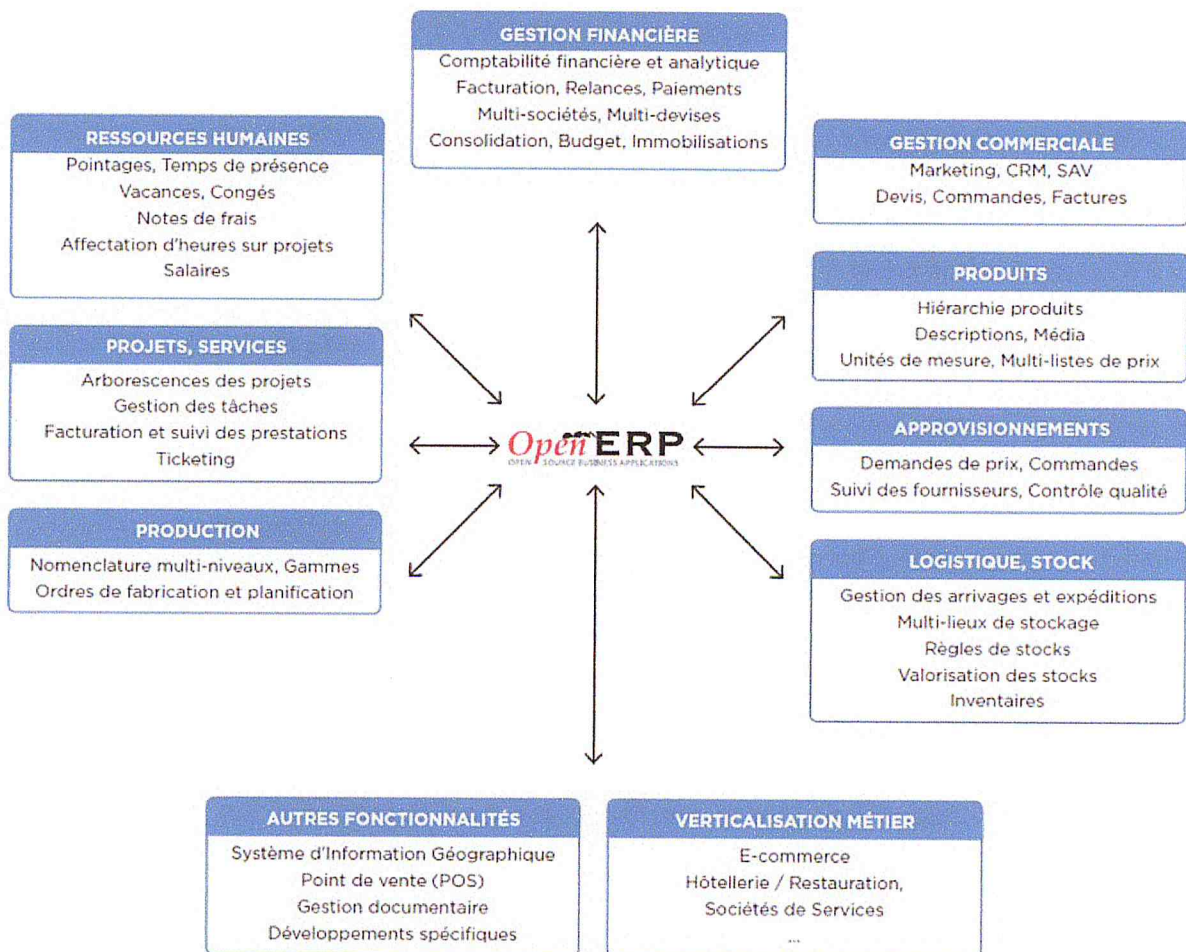 GESTION FINANCIÈRE
Comptabilité financière et analytique
Facturation, Relances, Paiements
Multi-sociétés, Multi-devises
Consolidation, Budget, Immobilisations
RESSOURCES HUMAINES
Pointages, Temps de présence
Vacances, Congés
Notes de frais
Affectation d'heures sur projets
Salaires
GESTION COMMERCIALE
Marketing, CRM, SAV
Devis, Commandes, Factures
PROJETS, SERVICES
Arborescences des projets
Gestion des tâches
Facturation et suivi des prestations
Ticketing
PRODUITS
Hiérarchie produits
Descriptions, Média
Unités de mesure, Multi-listes de prix
Open ERP
OPEN SOURCE BUSINESS APPLICATIONS
APPROVISIONNEMENTS
Demandes de prix, Commandes
Suivi des fournisseurs, Contrôle qualité
PRODUCTION
Nomenclature multi-niveaux, Gammes
Ordres de fabrication et planification
LOGISTIQUE, STOCK
Gestion des arrivages et expéditions
Multi-lieux de stockage
Règles de stocks
Valorisation des stocks
Inventaires
AUTRES FONCTIONNALITÉS
Système d'Information Géographique
Point de vente (POS)
Gestion documentaire
Développements spécifiques
VERTICALISATION MÉTIER
E-commerce
Hôtellerie / Restauration,
Sociétés de Services
...